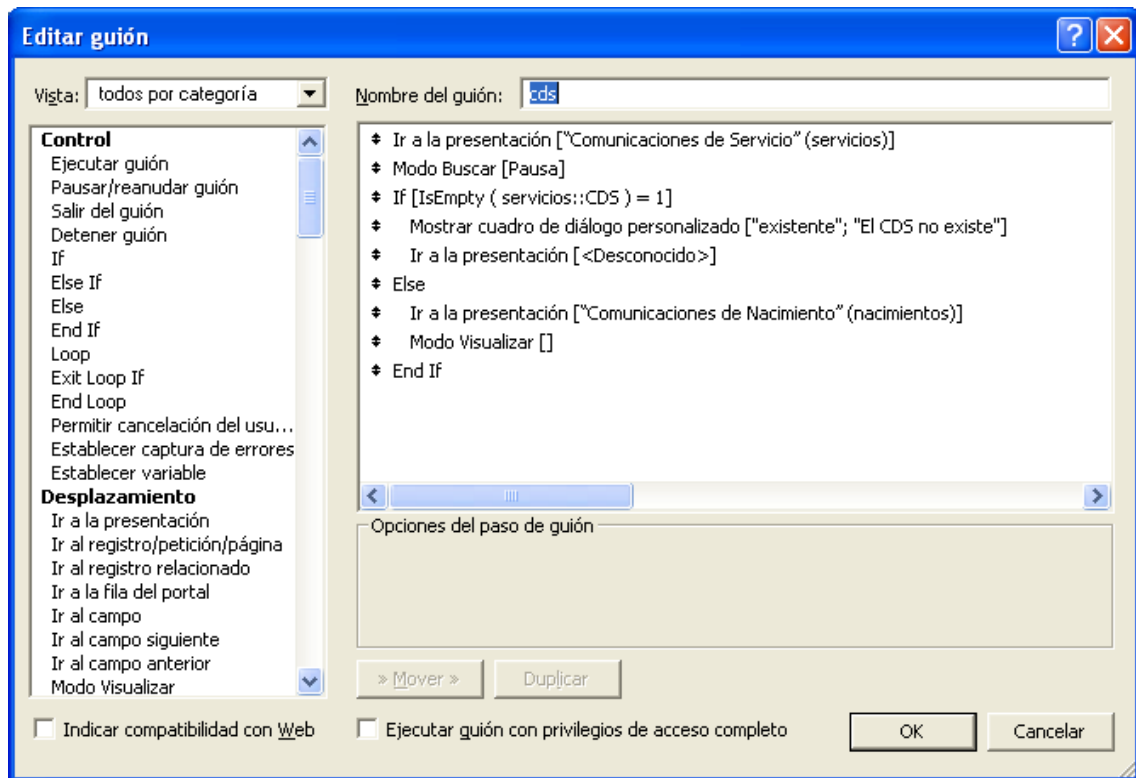 Editar guión
Vista: todos por categoría
Nombre del guión: cds
Control
Ejecutar guión
Pausar/reanudar guión
Salir del guión
Detener guión
If
Else If
Else
End If
Loop
Exit Loop If
End Loop
Permitir cancelación del usu...
Establecer captura de errores
Establecer variable
Desplazamiento
Ir a la presentación
Ir al registro/petición/página
Ir al registro relacionado
Ir a la fila del portal
Ir al campo
Ir al campo siguiente
Ir al campo anterior
Modo Visualizar
Ir a la presentación [“Comunicaciones de Servicio” (servicios)]
Modo Buscar [Pausa]
If [IsEmpty ( servicios::CDS ) = 1]
Mostrar cuadro de diálogo personalizado ["existente"; "El CDS no existe"]
Ir a la presentación [<Desconocido>]
Else
Ir a la presentación [“Comunicaciones de Nacimiento” (nacimientos)]
Modo Visualizar []
End If
Opciones del paso de guión
» Mover »
Duplicar
Indicar compatibilidad con Web
Ejecutar guión con privilegios de acceso completo
OK
Cancelar